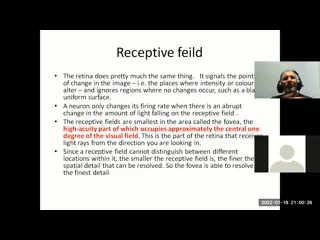 Receptive feild
• The retina does pretty much the same thing. It signals the point
of change in the image – i.e. the places where intensity or colour
alter – and ignores regions where no changes occur, such as a bla
uniform surface.
• A neuron only changes its firing rate when there is an abrupt
change in the amount of light falling on the receptive field .
• The receptive fields are smallest in the area called the fovea, the
high-acuity part of which occupies approximately the central one
degree of the visual field. This is the part of the retina that receive
light rays from the direction you are looking in.
• Since a receptive field cannot distinguish between different
locations within it, the smaller the receptive field is, the finer the
spatial detail that can be resolved. So the fovea is able to resolve
the finest detail
2022-01-18 21:00:26